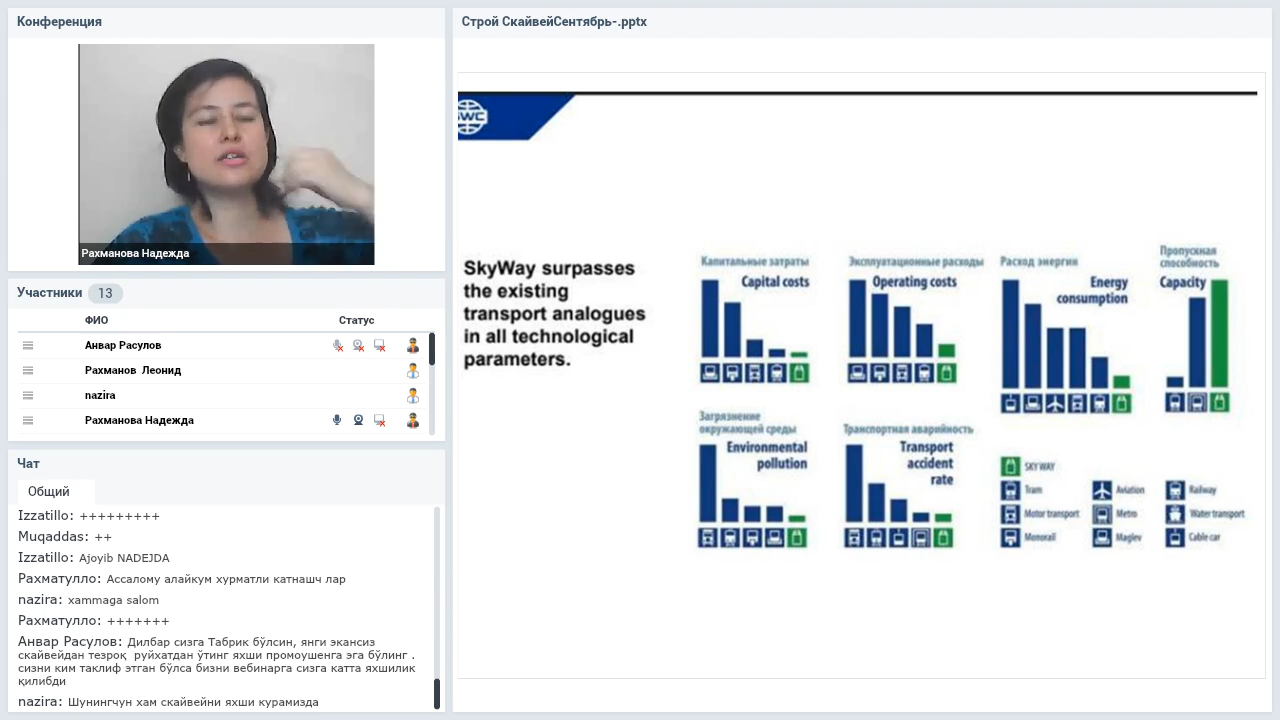 Конференция
Рахманова Надежда
Участники 13
ФИО Статус
Анвар Расулов
Рахманов Леонид
nazira
Рахманова Надежда
Чат
Общий
Izzatillo: +++++++++
Muqaddas: ++
Izzatillo: Ajoyib NADEJDA
Рахматулло: Ассалому алайкум хурматли катнашч лар
nazira: xammaga salom
Рахматулло: +++++++
Анвар Расулов: Дилбар сизга Табрик бўлсин, янги экансиз
скайвейдан тезроқ руйхатдан ўтинг яхши промоушенга эга бўлинг .
сизни ким таклиф этган бўлса бизни вебинарга сизга катта яхшилик
қилибди
nazira: Шунингчун хам скайвейни яхши курамизда
Строй СкайвейСентябрь-.pptx
SWC
SkyWay surpasses
the existing
transport analogues
in all technological
parameters.
Капитальные затраты
Capital costs
Эксплуатационные расходы
Operating costs
Расход энергии
Energy
consumption
Пропускная
способность
Capacity
Загрязнение
окружающей среды
Environmental
pollution
Транспортная аварийность
Transport
accident
rate
SKY WAY
Tram Aviation Railway
Motor transport Metro Water transport
Monorail Maglev Cable car